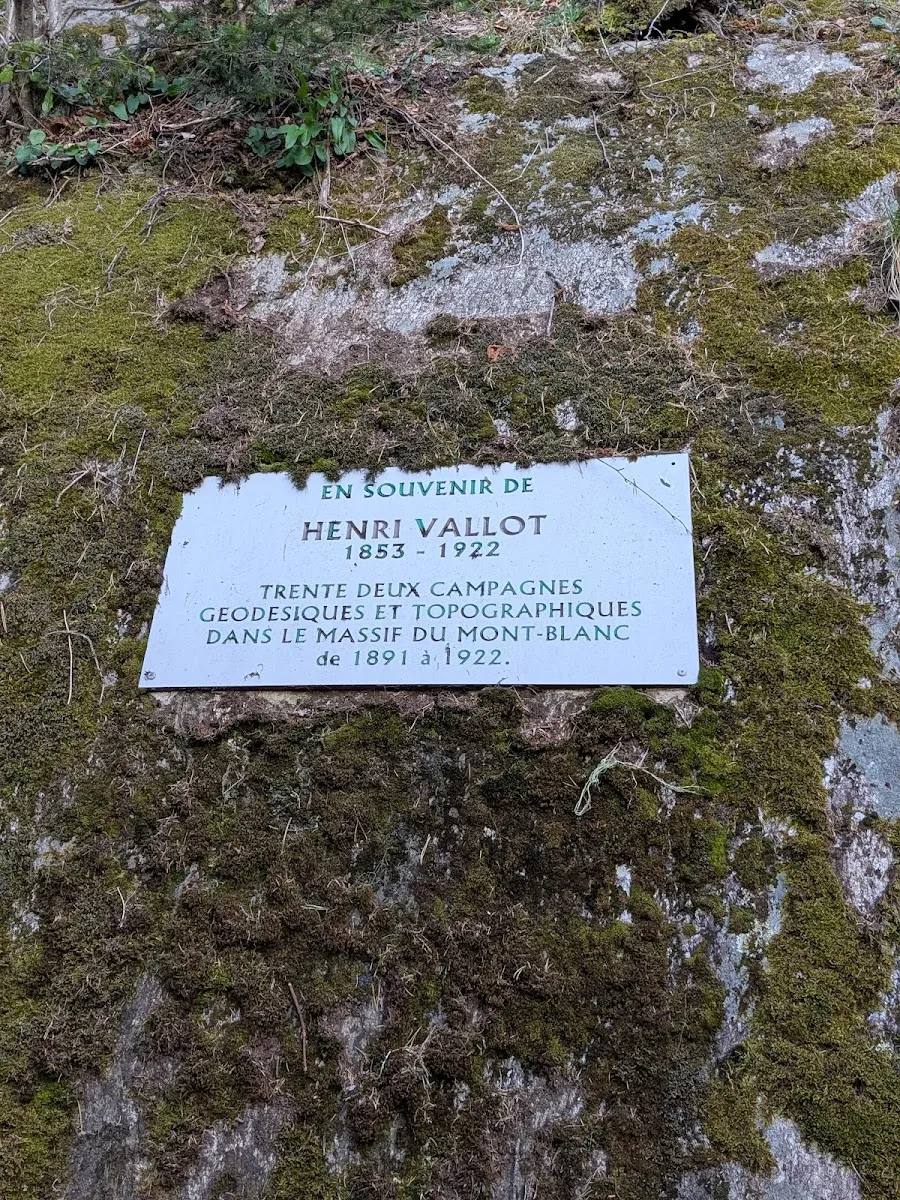 EN SOUVENIR DE
HENRI VALLOT
1853 - 1922
TRENTE DEUX CAMPAGNES
GEODESIQUES ET TOPOGRAPHIQUES
DANS LE MASSIF DU MONT-BLANC
de 1891 à 1922.